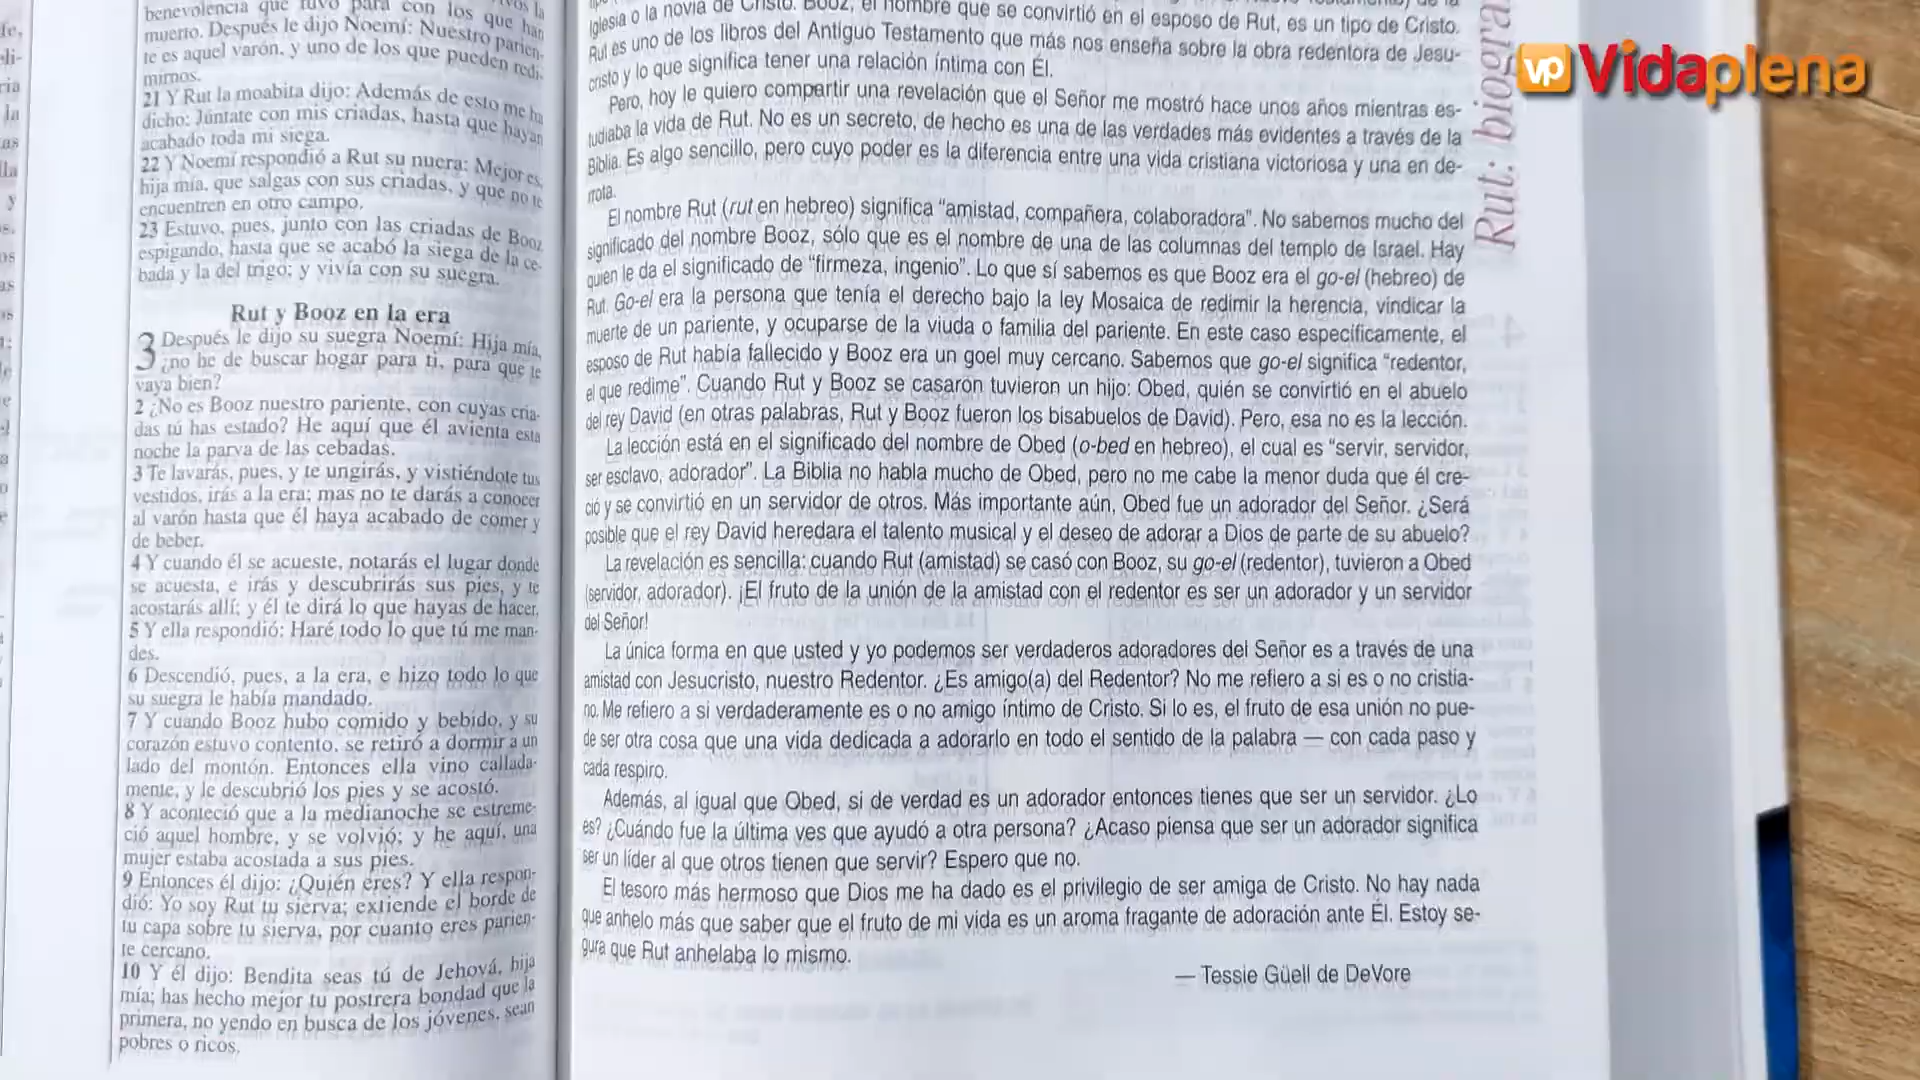 benevolencia que tuvo para con los que han
muerto. Después le dijo Noemí: Nuestro parien-
te es aquel varón, y uno de los que pueden redi-
mirnos.
21 Y Rut la moabita dijo: Además de esto me ha
dicho: Júntate con mis criadas, hasta que hayan
acabado toda mi siega.
22 Y Noemí respondió a Rut su nuera: Mejor es,
hija mía, que salgas con sus criadas, y que no te
encuentren en otro campo.
23 Estuvo, pues, junto con las criadas de Booz
espigando, hasta que se acabó la siega de la ce-
bada y la del trigo; y vivía con su suegra.
Rut y Booz en la era
3 Después le dijo su suegra Noemí: Hija mía,
¿no he de buscar hogar para ti, para que te
vaya bien?
2 ¿No es Booz nuestro pariente, con cuyas cria-
das tú has estado? He aquí que él avienta esta
noche la parva de las cebadas.
3 Te lavarás, pues, y te ungirás, y vistiéndote tus
vestidos, irás a la era; mas no te darás a conocer
al varón hasta que él haya acabado de comer y
de beber.
4 Y cuando él se acueste, notarás el lugar donde
se acuesta, e irás y descubrirás sus pies, y te
acostarás allí; y él te dirá lo que hayas de hacer.
5 Y ella respondió: Haré todo lo que tú me man-
des.
6 Descendió, pues, a la era, e hizo todo lo que
su suegra le había mandado.
7 Y cuando Booz hubo comido y bebido, y su
corazón estuvo contento, se retiró a dormir a un
lado del montón. Entonces ella vino callada-
mente, y le descubrió los pies y se acostó.
8 Y aconteció que a la medianoche se estreme-
ció aquel hombre, y se volvió; y he aquí, una
mujer estaba acostada a sus pies.
9 Entonces él dijo: ¿Quién eres? Y ella respon-
dió: Yo soy Rut tu sierva; extiende el borde de
tu capa sobre tu sierva, por cuanto eres parien-
te cercano.
10 Y él dijo: Bendita seas tú de Jehová, hija
mía; has hecho mejor tu postrera bondad que la
primera, no yendo en busca de los jóvenes, sean
pobres o ricos.
Iglesia o la novia de Cristo. Booz, el hombre que se convirtió en el esposo de Rut, es un tipo de Cristo.
Rut es uno de los libros del Antiguo Testamento que más nos enseña sobre la obra redentora de Jesu-
cristo y lo que significa tener una relación íntima con Él.
Pero, hoy le quiero compartir una revelación que el Señor me mostró hace unos años mientras es-
tudiaba la vida de Rut. No es un secreto, de hecho es una de las verdades más evidentes a través de la
Biblia. Es algo sencillo, pero cuyo poder es la diferencia entre una vida cristiana victoriosa y una en de-
rrota.
El nombre Rut (rut en hebreo) significa “amistad, compañera, colaboradora”. No sabemos mucho del
significado del nombre Booz, sólo que es el nombre de una de las columnas del templo de Israel. Hay
quien le da el significado de “firmeza, ingenio”. Lo que sí sabemos es que Booz era el go-el (hebreo) de
Rut. Go-el era la persona que tenía el derecho bajo la ley Mosaica de redimir la herencia, vindicar la
muerte de un pariente, y ocuparse de la viuda o familia del pariente. En este caso específicamente, el
esposo de Rut había fallecido y Booz era un goel muy cercano. Sabemos que go-el significa “redentor,
el que redime”. Cuando Rut y Booz se casarón tuvieron un hijo: Obed, quién se convirtió en el abuelo
del rey David (en otras palabras, Rut y Booz fueron los bisabuelos de David). Pero, esa no es la lección.
La lección está en el significado del nombre de Obed (o-bed en hebreo), el cual es “servir, servidor,
ser esclavo, adorador”. La Biblia no habla mucho de Obed, pero no me cabe la menor duda que él cre-
ció y se convirtió en un servidor de otros. Más importante aún, Obed fue un adorador del Señor. ¿Será
posible que el rey David heredara el talento musical y el deseo de adorar a Dios de parte de su abuelo?
La revelación es sencilla: cuando Rut (amistad) se casó con Booz, su go-el (redentor), tuvieron a Obed
(servidor, adorador). ¡El fruto de la unión de la amistad con el redentor es ser un adorador y un servidor
del Señor!
La única forma en que usted y yo podemos ser verdaderos adoradores del Señor es a través de una
amistad con Jesucristo, nuestro Redentor. ¿Es amigo(a) del Redentor? No me refiero a si es o no cristia-
no. Me refiero a si verdaderamente es o no amigo íntimo de Cristo. Si lo es, el fruto de esa unión no pue-
de ser otra cosa que una vida dedicada a adorarlo en todo el sentido de la palabra — con cada paso y
cada respiro.
Además, al igual que Obed, si de verdad es un adorador entonces tienes que ser un servidor. ¿Lo
es? ¿Cuándo fue la última ves que ayudó a otra persona? ¿Acaso piensa que ser un adorador significa
ser un líder al que otros tienen que servir? Espero que no.
El tesoro más hermoso que Dios me ha dado es el privilegio de ser amiga de Cristo. No hay nada
que anhelo más que saber que el fruto de mi vida es un aroma fragante de adoración ante Él. Estoy se-
gura que Rut anhelaba lo mismo.
— Tessie Güell de DeVore
Rut: biogra
VP Vidaplena